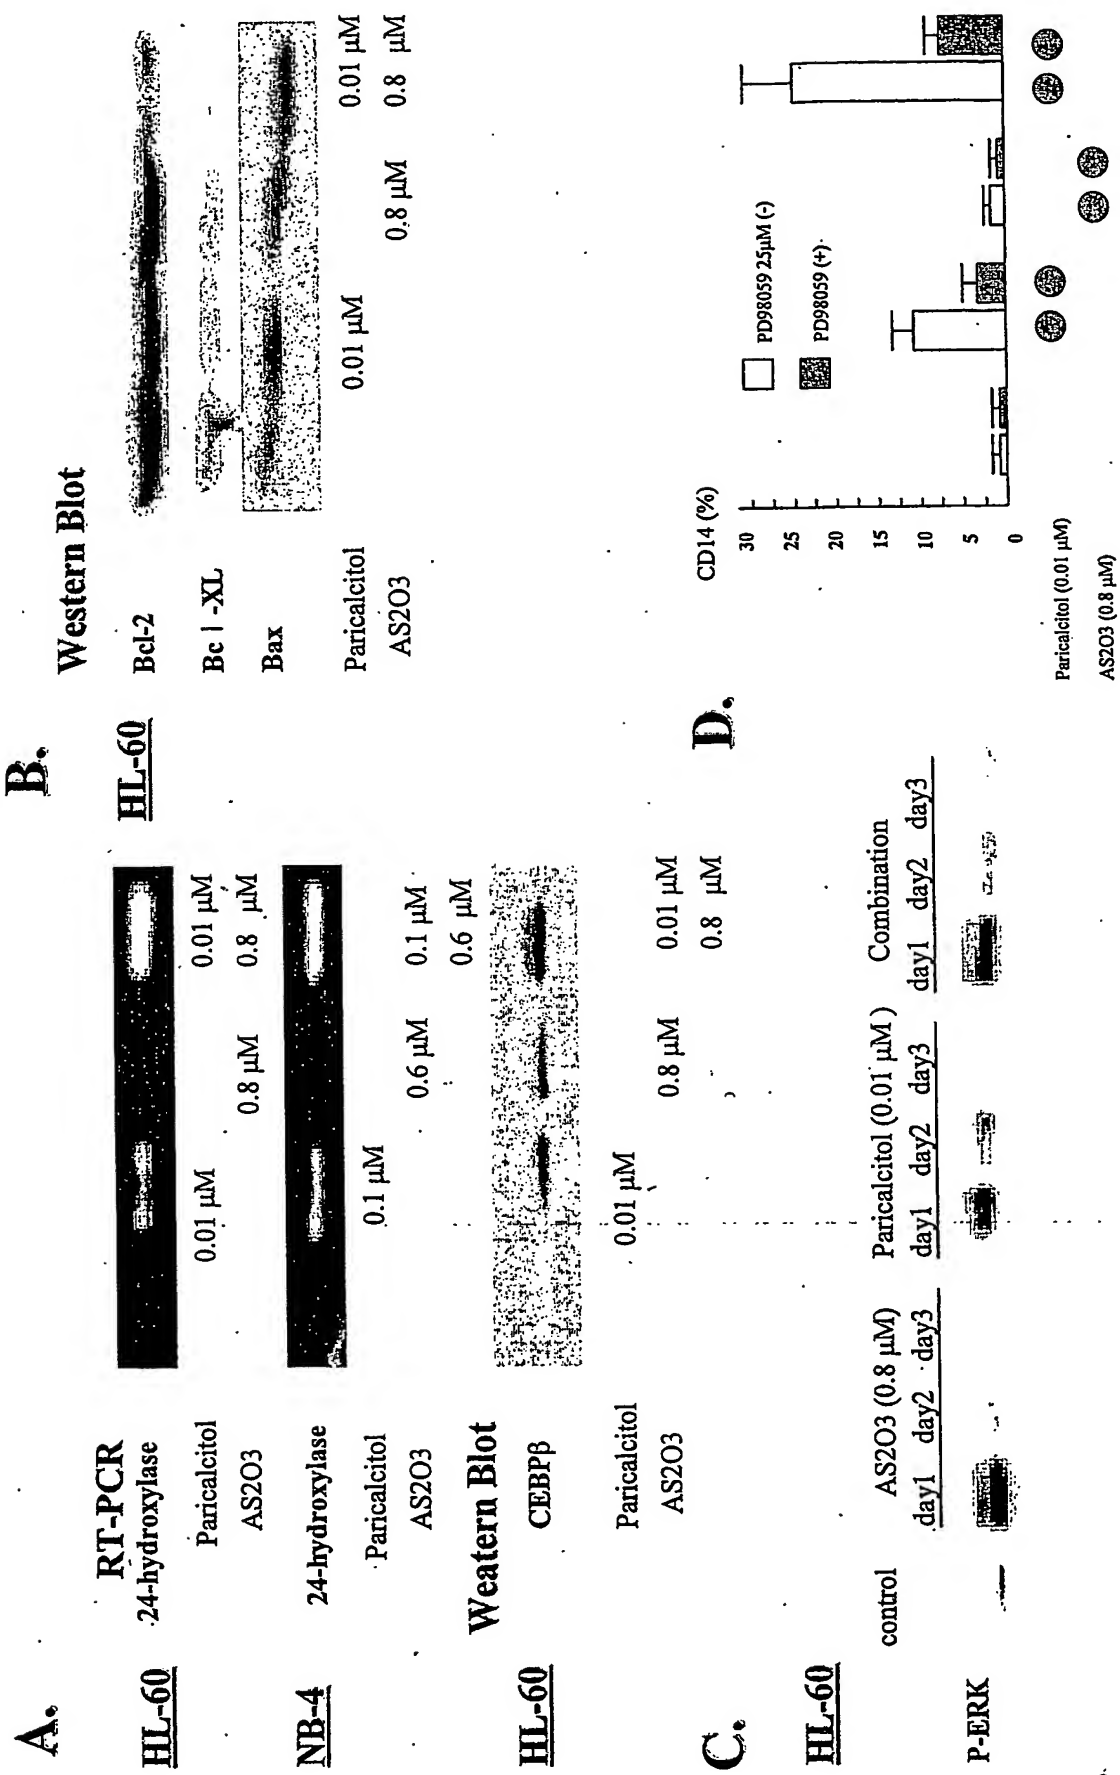 A.
RT-PCR
HL-60
24-hydroxylase
Paricalcitol 0.01 µM 0.01 µM
AS2O3 0.8 µM 0.8 µM
NB-4
24-hydroxylase
Paricalcitol 0.1 µM 0.1 µM
AS2O3 0.6 µM 0.6 µM
Weatern Blot
HL-60
CEBPβ
Paricalcitol 0.01 µM 0.01 µM
AS2O3 0.8 µM 0.8 µM
B.
Western Blot
HL-60
Bcl-2
Bc l -XL
Bax
Paricalcitol 0.01 µM 0.01 µM
AS2O3 0.8 µM 0.8 µM
C.
HL-60
control
AS2O3 (0.8 µM)
day1 day2 day3
Paricalcitol (0.01 µM )
day1 day2 day3
Combination
day1 day2 day3
P-ERK
D.
CD14 (%)
30
25
20
15
10
5
0
PD98059 25µM (-)
PD98059 (+)
Paricalcitol (0.01 µM)
AS2O3 (0.8 µM)